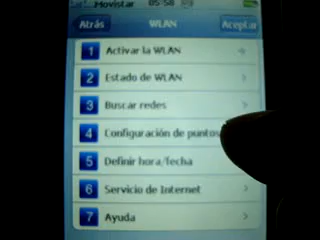 Movistar 05:58
Atrás WLAN Aceptar
1 Activar la WLAN
2 Estado de WLAN
3 Buscar redes
4 Configuración de puntos
5 Definir hora/fecha
6 Servicio de Internet
7 Ayuda